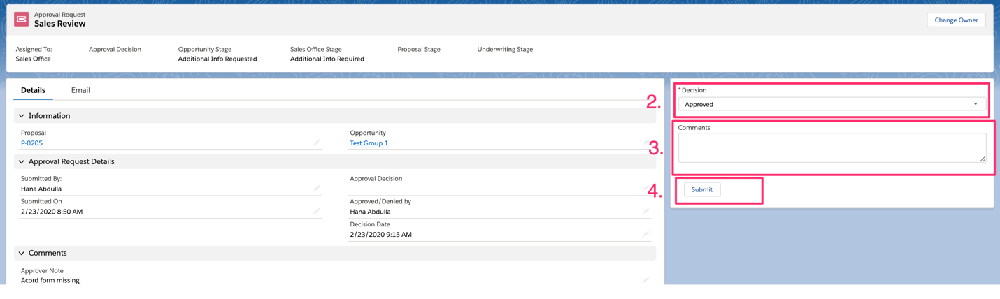 Approval Request
Sales Review
Change Owner
Assigned To:
Sales Office
Approval Decision
Opportunity Stage
Additional Info Requested
Sales Office Stage
Additional Info Required
Proposal Stage
Underwriting Stage
Details
Email
Information
Proposal
P-0205
Opportunity
Test Group 1
Approval Request Details
Submitted By:
Hana Abdulla
Approval Decision
Submitted On
2/23/2020 8:50 AM
Approved/Denied by
Hana Abdulla
Decision Date
2/23/2020 9:15 AM
Comments
Approver Note
Acord form missing,
2.
*Decision
Approved
3.
Comments
4.
Submit